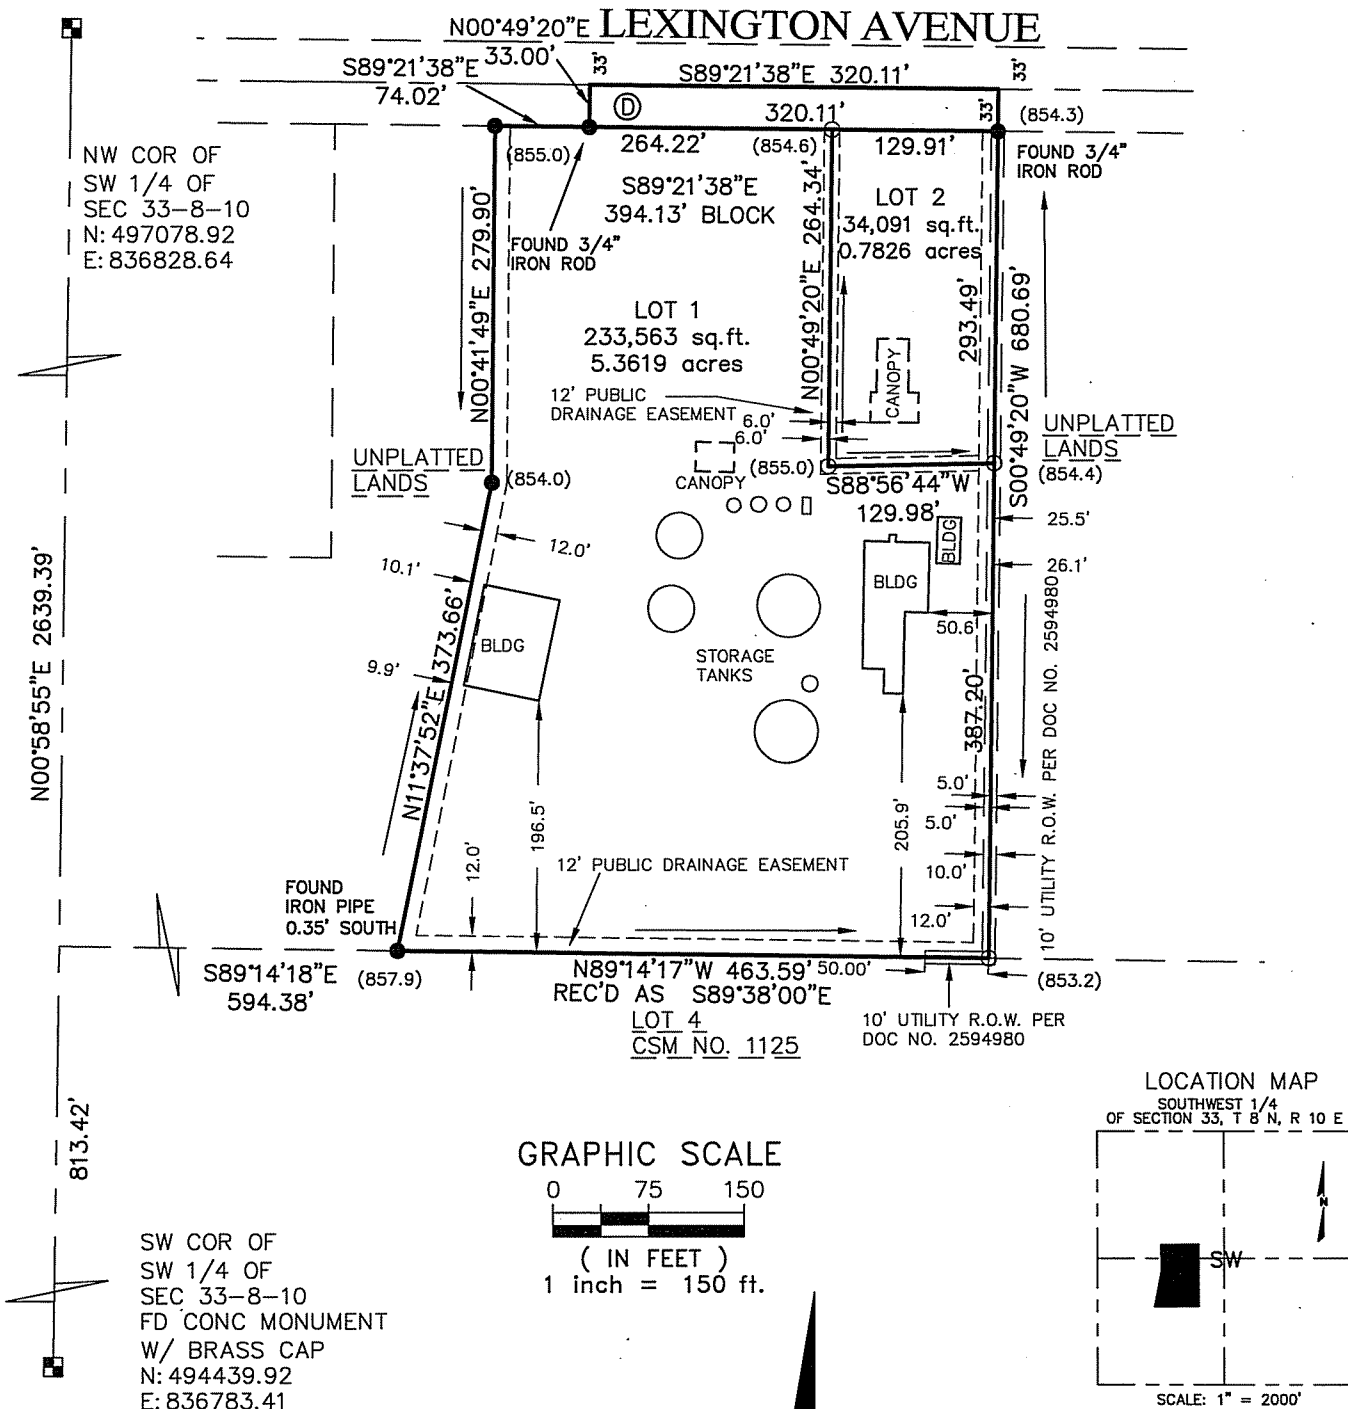 LEXINGTON AVENUE
N00°49'20"E
33.00'
S89°21'38"E
74.02'
33'
S89°21'38"E 320.11'
33'
D
320.11'
33'
(854.3)
(855.0)
264.22'
(854.6)
129.91'
FOUND 3/4"
IRON ROD
NW COR OF
SW 1/4 OF
SEC 33-8-10
N: 497078.92
E: 836828.64
S89°21'38"E
394.13' BLOCK
FOUND 3/4"
IRON ROD
N00°41'49"E 279.90'
LOT 2
34,091 sq.ft.
0.7826 acres
N00°49'20"E 264.34'
293.49'
S00°49'20"W 680.69'
LOT 1
233,563 sq.ft.
5.3619 acres
CANOPY
12' PUBLIC
DRAINAGE EASEMENT
6.0'
6.0'
UNPLATTED
LANDS
(854.4)
UNPLATTED
LANDS
(854.0)
CANOPY
(855.0)
S88°56'44"W
129.98'
25.5'
26.1'
BLDG
BLDG
50.6
12.0'
10.1'
9.9'
BLDG
N11°37'52"E 373.66'
STORAGE
TANKS
387.20'
10' UTILITY R.O.W. PER DOC NO. 2594980
N00°58'55"E 2639.39'
5.0'
5.0'
10.0'
12.0'
196.5'
205.9'
12.0'
12' PUBLIC DRAINAGE EASEMENT
FOUND
IRON PIPE
0.35' SOUTH
S89°14'18"E
594.38'
(857.9)
N89°14'17"W 463.59'
50.00'
REC'D AS S89°38'00"E
(853.2)
LOT 4
CSM NO. 1125
10' UTILITY R.O.W. PER
DOC NO. 2594980
813.42'
GRAPHIC SCALE
0 75 150
( IN FEET )
1 inch = 150 ft.
LOCATION MAP
SOUTHWEST 1/4
OF SECTION 33, T 8 N, R 10 E
N
SW
SCALE: 1" = 2000'
SW COR OF
SW 1/4 OF
SEC 33-8-10
FD CONC MONUMENT
W/ BRASS CAP
N: 494439.92
E: 836783.41